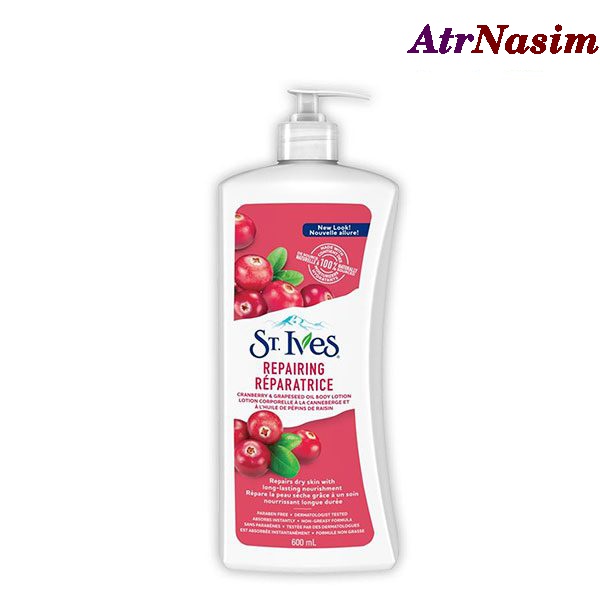 AtrNasim
New Look!
Nouvelle allure!
MADE WITH
100%
ST. IVES
REPAIRING
RÉPARATRICE
CRANBERRY & GRAPESEED OIL BODY LOTION
LOTION CORPORELLE À LA CANNEBERGE ET
À L'HUILE DE PÉPINS DE RAISIN
Repairs dry skin with
long-lasting nourishment
Répare la peau sèche grâce à un soin
nourrissant longue durée
PARABEN FREE • DERMATOLOGIST TESTED
ABSORBS INSTANTLY • NON-GREASY FORMULA
SANS PARABÈNES • TESTÉE PAR DES DERMATOLOGUES
EST ABSORBÉE INSTANTANÉMENT • FORMULE NON GRASSE
600 mL